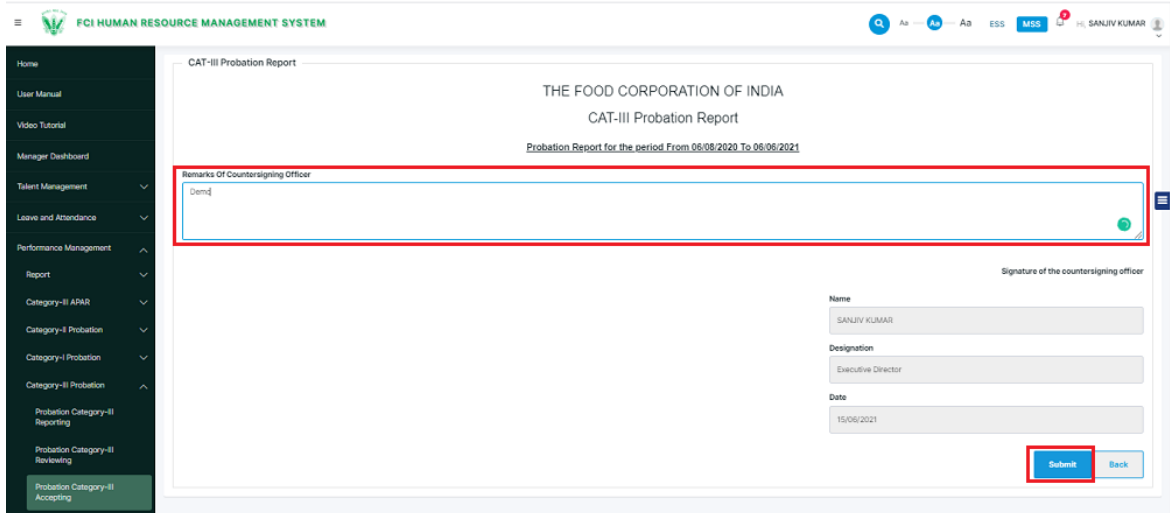 FCI HUMAN RESOURCE MANAGEMENT SYSTEM
Aa Aa Aa ESS MSS 7 Hi, SANJIV KUMAR
Home
User Manual
Video Tutorial
Manager Dashboard
Talent Management
Leave and Attendance
Performance Management
Report
Category-III APAR
Category-II Probation
Category-I Probation
Category-III Probation
Probation Category-III
Reporting
Probation Category-III
Reviewing
Probation Category-III
Accepting
CAT-III Probation Report
THE FOOD CORPORATION OF INDIA
CAT-III Probation Report
Probation Report for the period From 06/08/2020 To 06/06/2021
Remarks Of Countersigning Officer
Demo
Signature of the countersigning officer
Name
SANJIV KUMAR
Designation
Executive Director
Date
15/06/2021
Submit Back